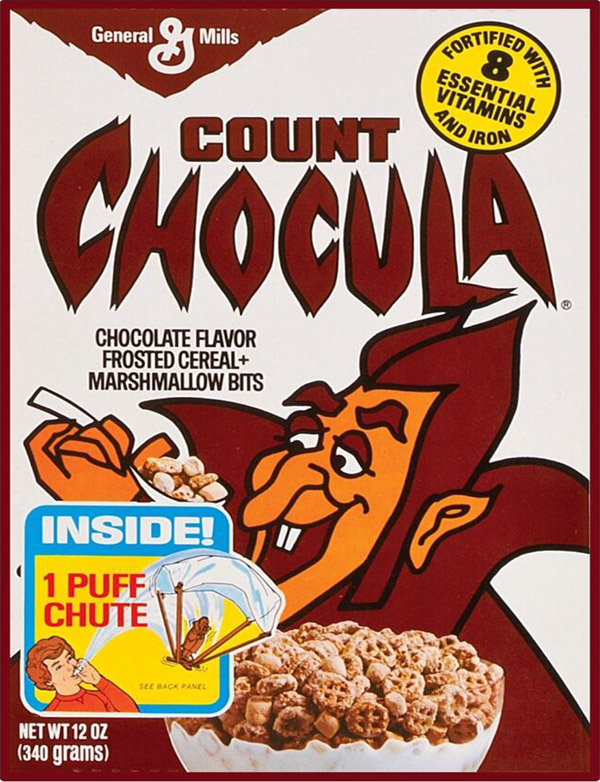 General G Mills
FORTIFIED WITH
8
ESSENTIAL
VITAMINS
AND IRON
COUNT
CHOCULA
®
CHOCOLATE FLAVOR
FROSTED CEREAL+
MARSHMALLOW BITS
INSIDE!
1 PUFF
CHUTE
SEE BACK PANEL
NET WT 12 OZ
(340 grams)